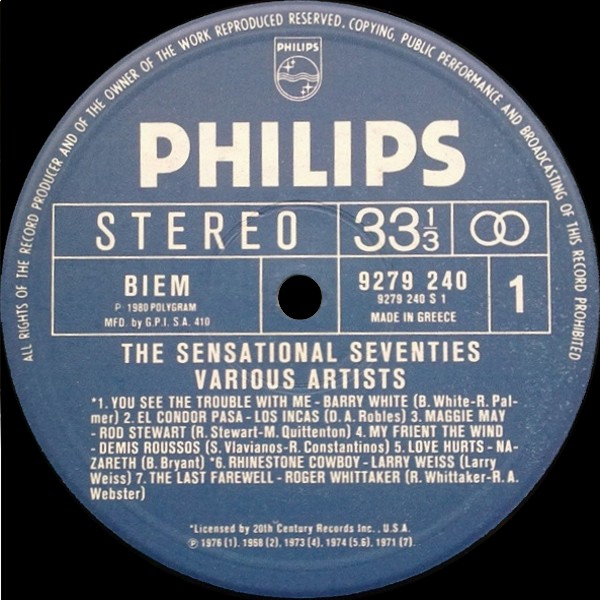 ALL RIGHTS OF THE RECORD PRODUCER AND OF THE OWNER OF THE WORK REPRODUCED RESERVED. COPYING, PUBLIC PERFORMANCE AND BROADCASTING OF THIS RECORD PROHIBITED
PHILIPS
PHILIPS
STEREO 33 1/3
BIEM 9279 240 1
℗ 1980 POLYGRAM 9279 240 S 1
MFD. by G.P.I. S.A. 410 MADE IN GREECE
THE SENSATIONAL SEVENTIES
VARIOUS ARTISTS
*1. YOU SEE THE TROUBLE WITH ME - BARRY WHITE (B. White-R. Pal-
mer) 2. EL CONDOR PASA - LOS INCAS (D. A. Robles) 3. MAGGIE MAY
- ROD STEWART (R. Stewart-M. Quittenton) 4. MY FRIENT THE WIND
- DEMIS ROUSSOS (S. Vlavianos-R. Constantinos) 5. LOVE HURTS - NA-
ZARETH (B. Bryant) *6. RHINESTONE COWBOY - LARRY WEISS (Larry
Weiss) 7. THE LAST FAREWELL - ROGER WHITTAKER (R. Whittaker-R. A.
Webster)
*Licensed by 20th Century Records Inc., U.S.A.
℗ 1976 (1), 1968 (2), 1973 (4), 1974 (5,6), 1971 (7).